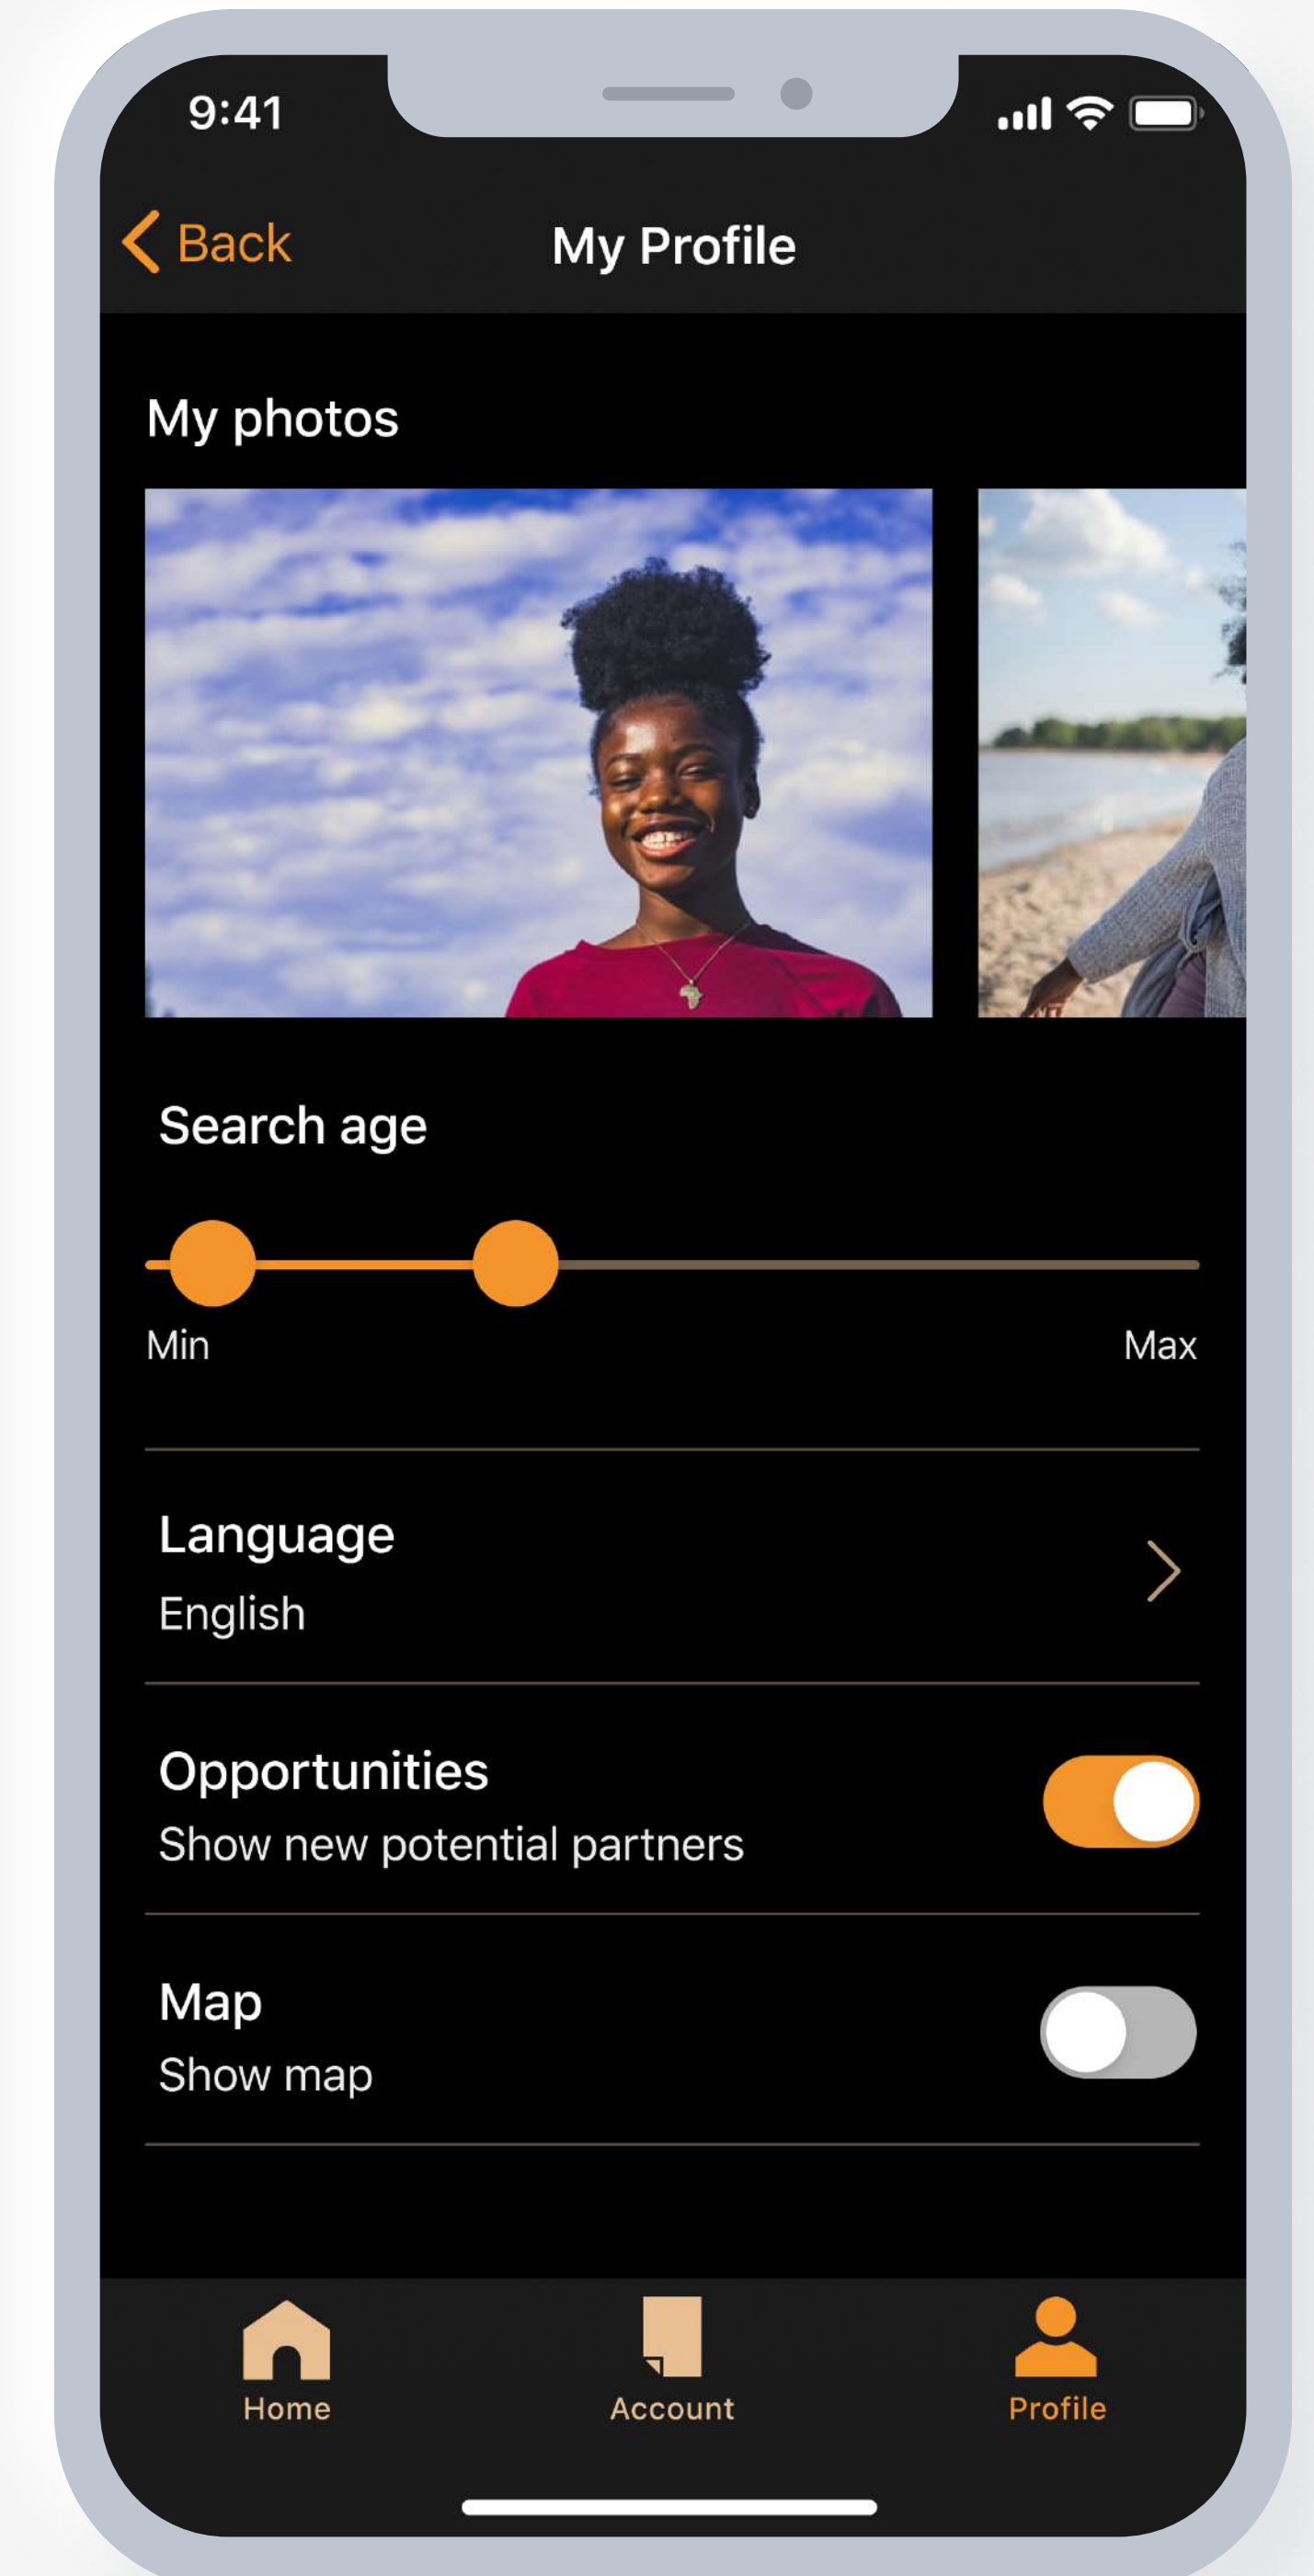 9:41
Back
My Profile
My photos
Search age
Min
Max
Language
English
Opportunities
Show new potential partners
Map
Show map
Home
Account
Profile